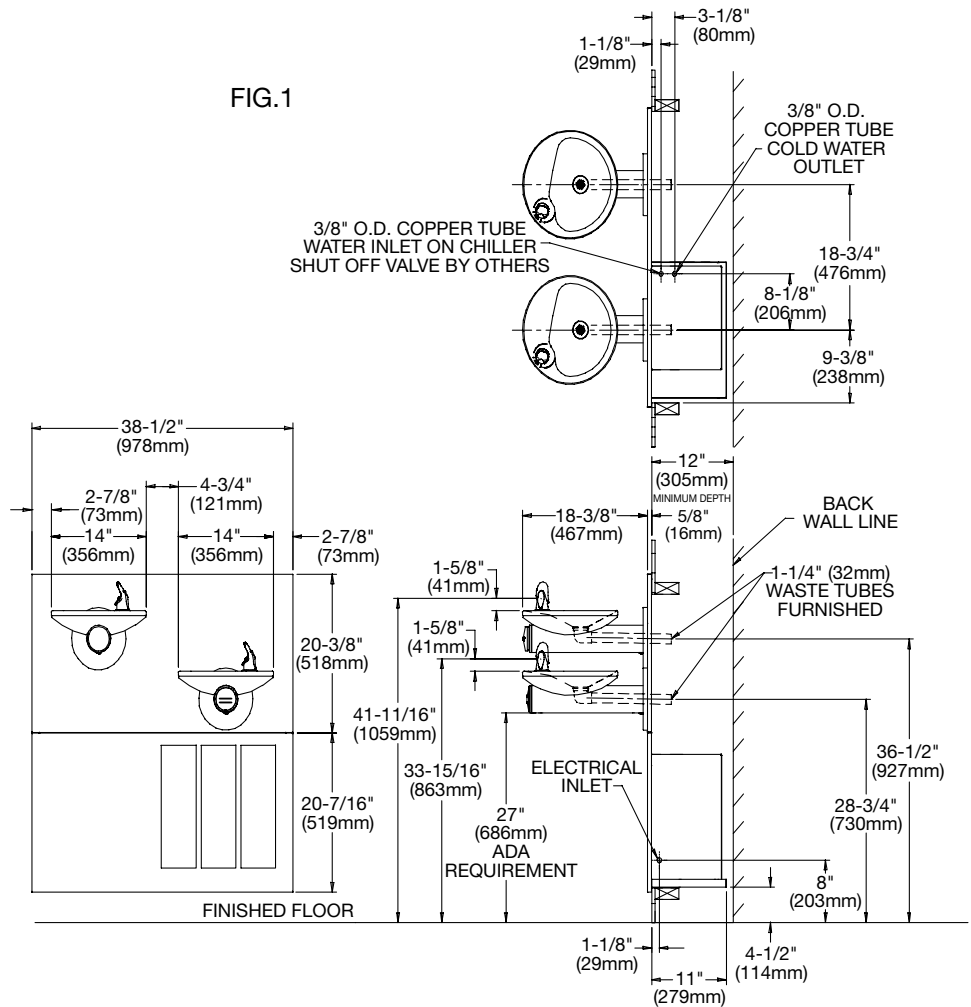 FIG.1
3-1/8"
(80mm)
1-1/8"
(29mm)
3/8" O.D.
COPPER TUBE
COLD WATER
OUTLET
3/8" O.D. COPPER TUBE
WATER INLET ON CHILLER
SHUT OFF VALVE BY OTHERS
18-3/4"
(476mm)
8-1/8"
(206mm)
9-3/8"
(238mm)
38-1/2"
(978mm)
4-3/4"
(121mm)
2-7/8"
(73mm)
14"
(356mm)
14"
(356mm)
2-7/8"
(73mm)
20-3/8"
(518mm)
20-7/16"
(519mm)
FINISHED FLOOR
12"
(305mm)
MINIMUM DEPTH
18-3/8"
(467mm)
5/8"
(16mm)
BACK
WALL LINE
1-5/8"
(41mm)
1-1/4" (32mm)
WASTE TUBES
FURNISHED
1-5/8"
(41mm)
41-11/16"
(1059mm)
33-15/16"
(863mm)
27"
(686mm)
ADA
REQUIREMENT
ELECTRICAL
INLET
36-1/2"
(927mm)
28-3/4"
(730mm)
8"
(203mm)
1-1/8"
(29mm)
4-1/2"
(114mm)
11"
(279mm)